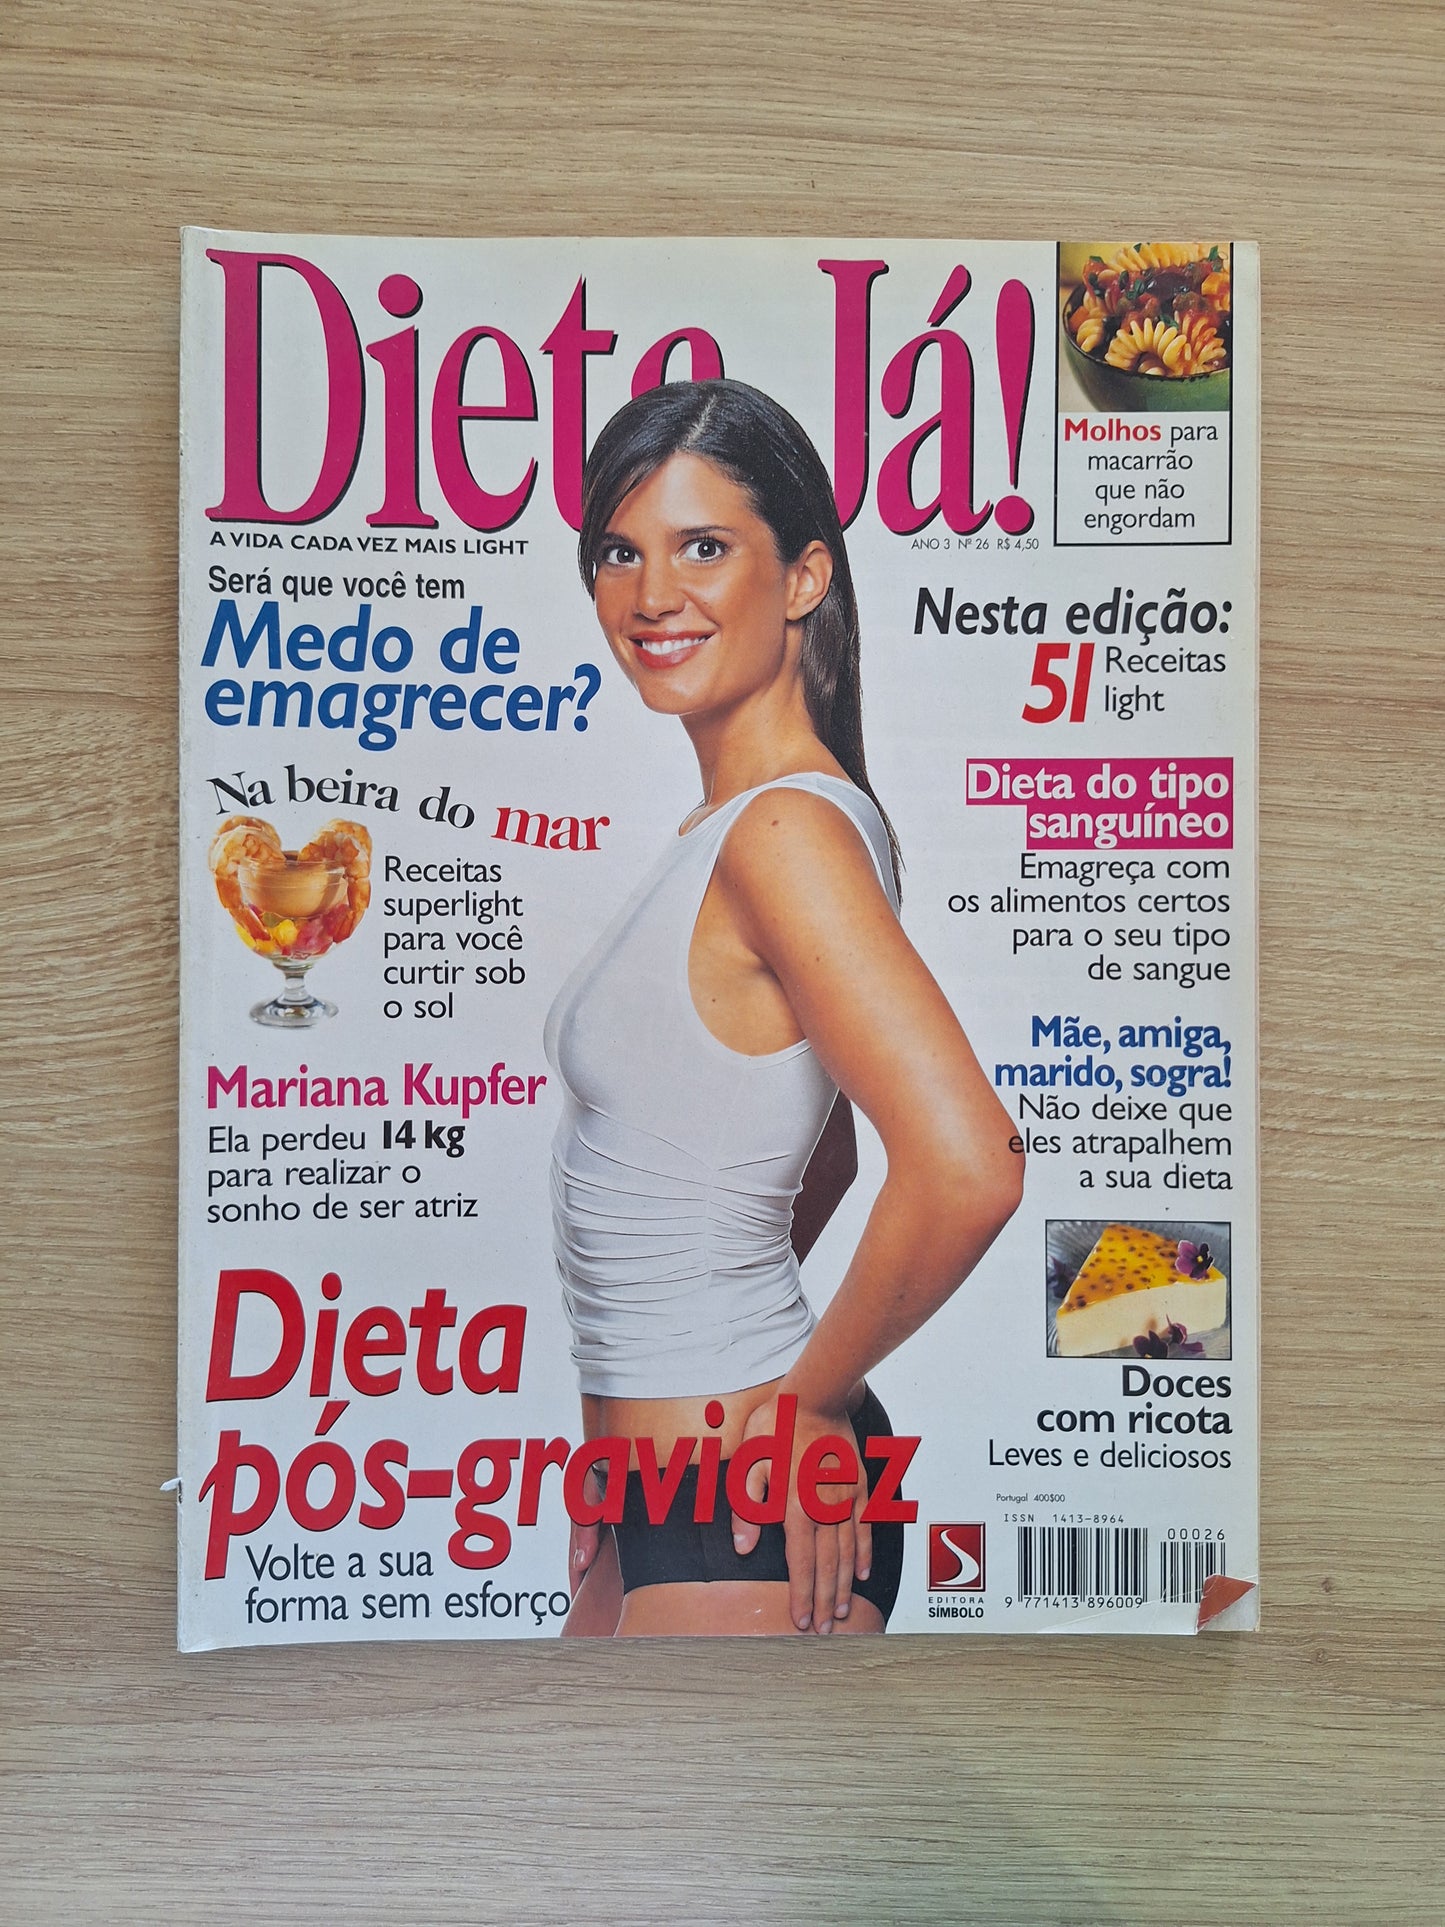 Dieta Já!
A VIDA CADA VEZ MAIS LIGHT
ANO 3 Nº 26 R$ 4,50
Molhos para
macarrão
que não
engordam
Será que você tem
Medo de
emagrecer?
Na beira do mar
Receitas
superlight
para você
curtir sob
o sol
Mariana Kupfer
Ela perdeu 14 kg
para realizar o
sonho de ser atriz
Dieta
pós-gravidez
Volte a sua
forma sem esforço
Nesta edição:
51 Receitas
light
Dieta do tipo
sanguíneo
Emagreça com
os alimentos certos
para o seu tipo
de sangue
Mãe, amiga,
marido, sogra!
Não deixe que
eles atrapalhem
a sua dieta
Doces
com ricota
Leves e deliciosos
Portugal 400$00
ISSN 1413-8964
00026
9 771413 896009
EDITORA
SÍMBOLO